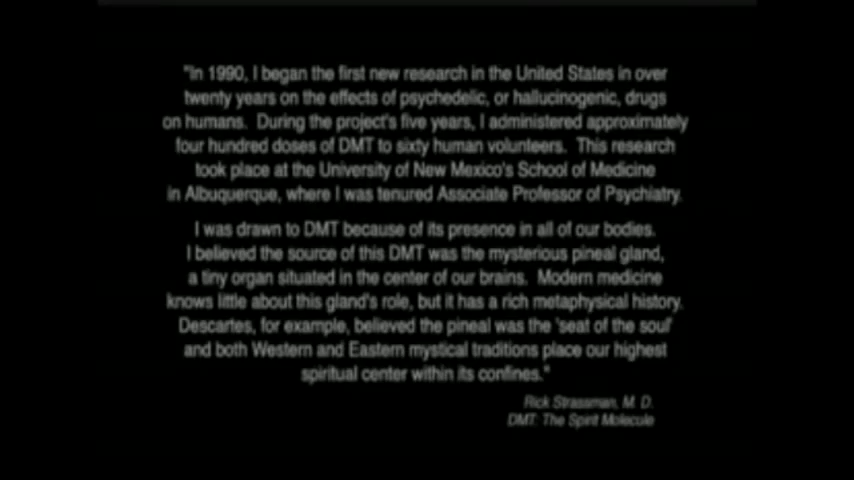 "In 1990, I began the first new research in the United States in over
twenty years on the effects of psychedelic, or hallucinogenic, drugs
on humans. During the project's five years, I administered approximately
four hundred doses of DMT to sixty human volunteers. This research
took place at the University of New Mexico's School of Medicine
in Albuquerque, where I was tenured Associate Professor of Psychiatry.
I was drawn to DMT because of its presence in all of our bodies.
I believed the source of this DMT was the mysterious pineal gland,
a tiny organ situated in the center of our brains. Modern medicine
knows little about this gland's role, but it has a rich metaphysical history.
Descartes, for example, believed the pineal was the 'seat of the soul'
and both Western and Eastern mystical traditions place our highest
spiritual center within its confines."
Rick Strassman, M. D.
DMT: The Spirit Molecule